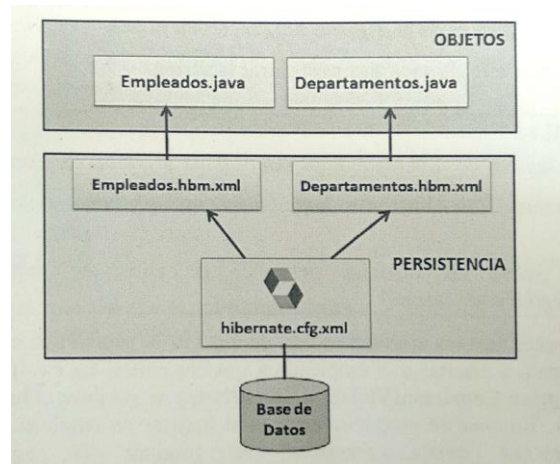 OBJETOS
Empleados.java
Departamentos.java
Empleados.hbm.xml
Departamentos.hbm.xml
PERSISTENCIA
hibernate.cfg.xml
Base de
Datos